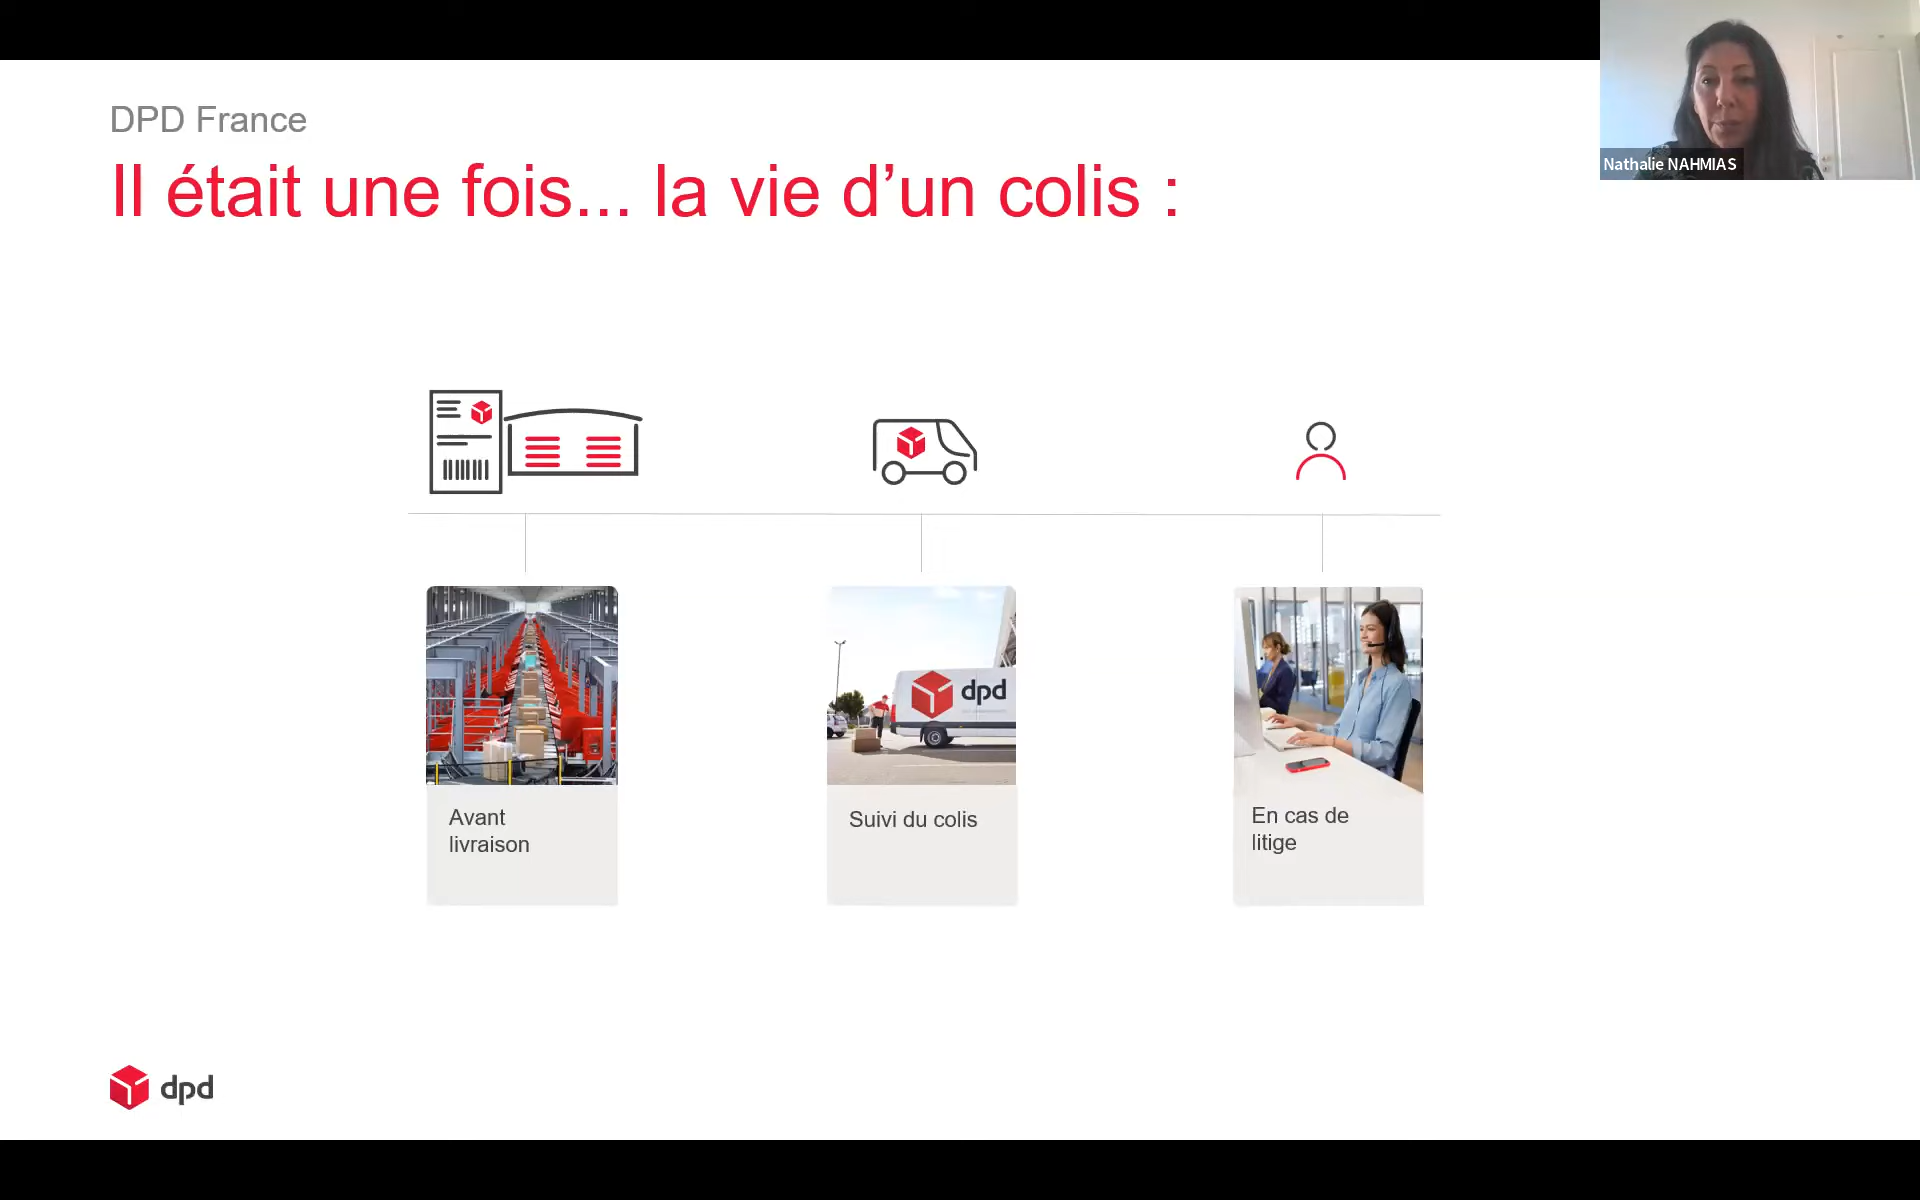 DPD France
Il était une fois... la vie d’un colis :
Nathalie NAHMIAS
dpd
Avant
livraison
Suivi du colis
En cas de
litige
dpd